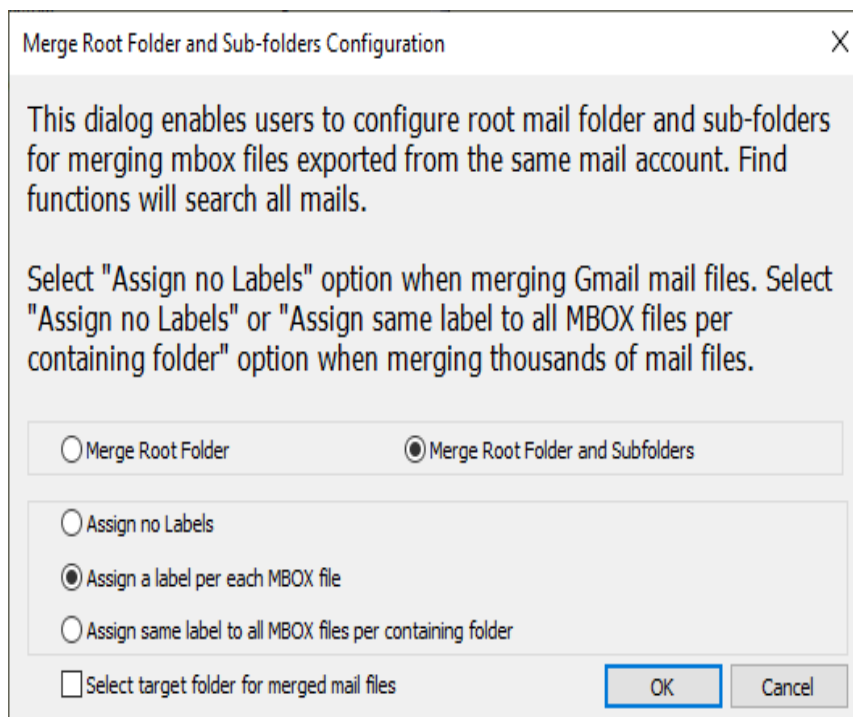 Merge Root Folder and Sub-folders Configuration
This dialog enables users to configure root mail folder and sub-folders
for merging mbox files exported from the same mail account. Find
functions will search all mails.
Select "Assign no Labels" option when merging Gmail mail files. Select
"Assign no Labels" or "Assign same label to all MBOX files per
containing folder" option when merging thousands of mail files.
Merge Root Folder
Merge Root Folder and Subfolders
Assign no Labels
Assign a label per each MBOX file
Assign same label to all MBOX files per containing folder
Select target folder for merged mail files
OK
Cancel